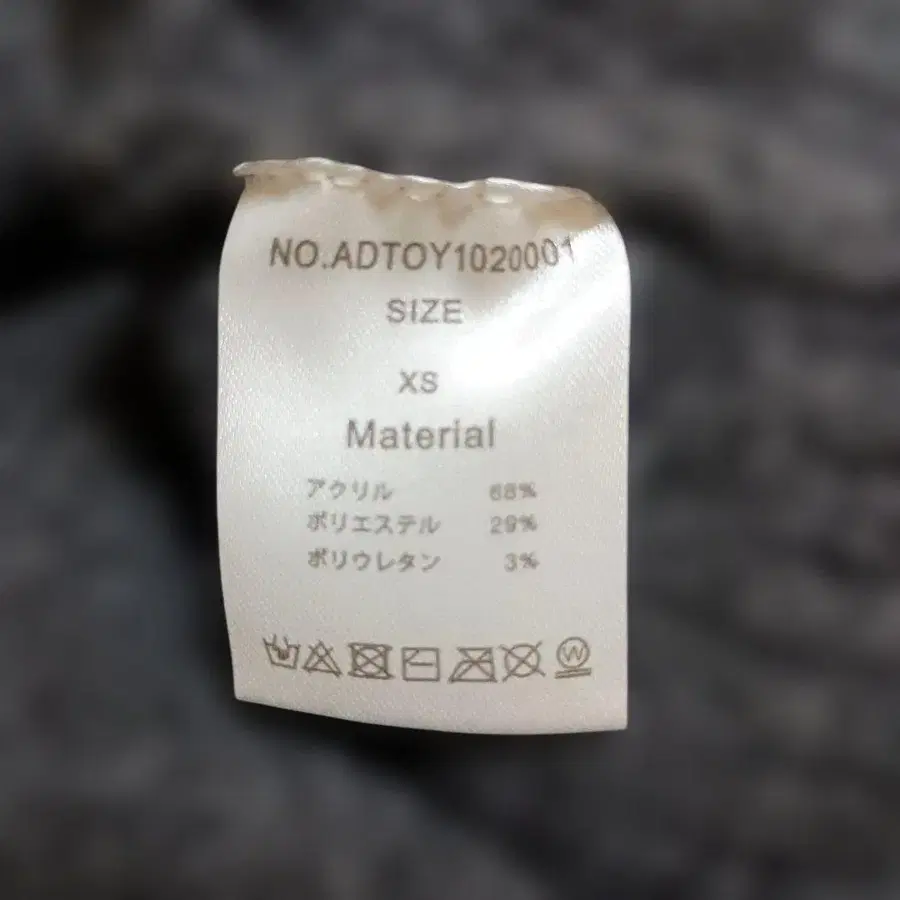 NO.ADTOY1020001
SIZE
XS
Material
アクリル 68%
ポリエステル 29%
ポリウレタン 3%
W